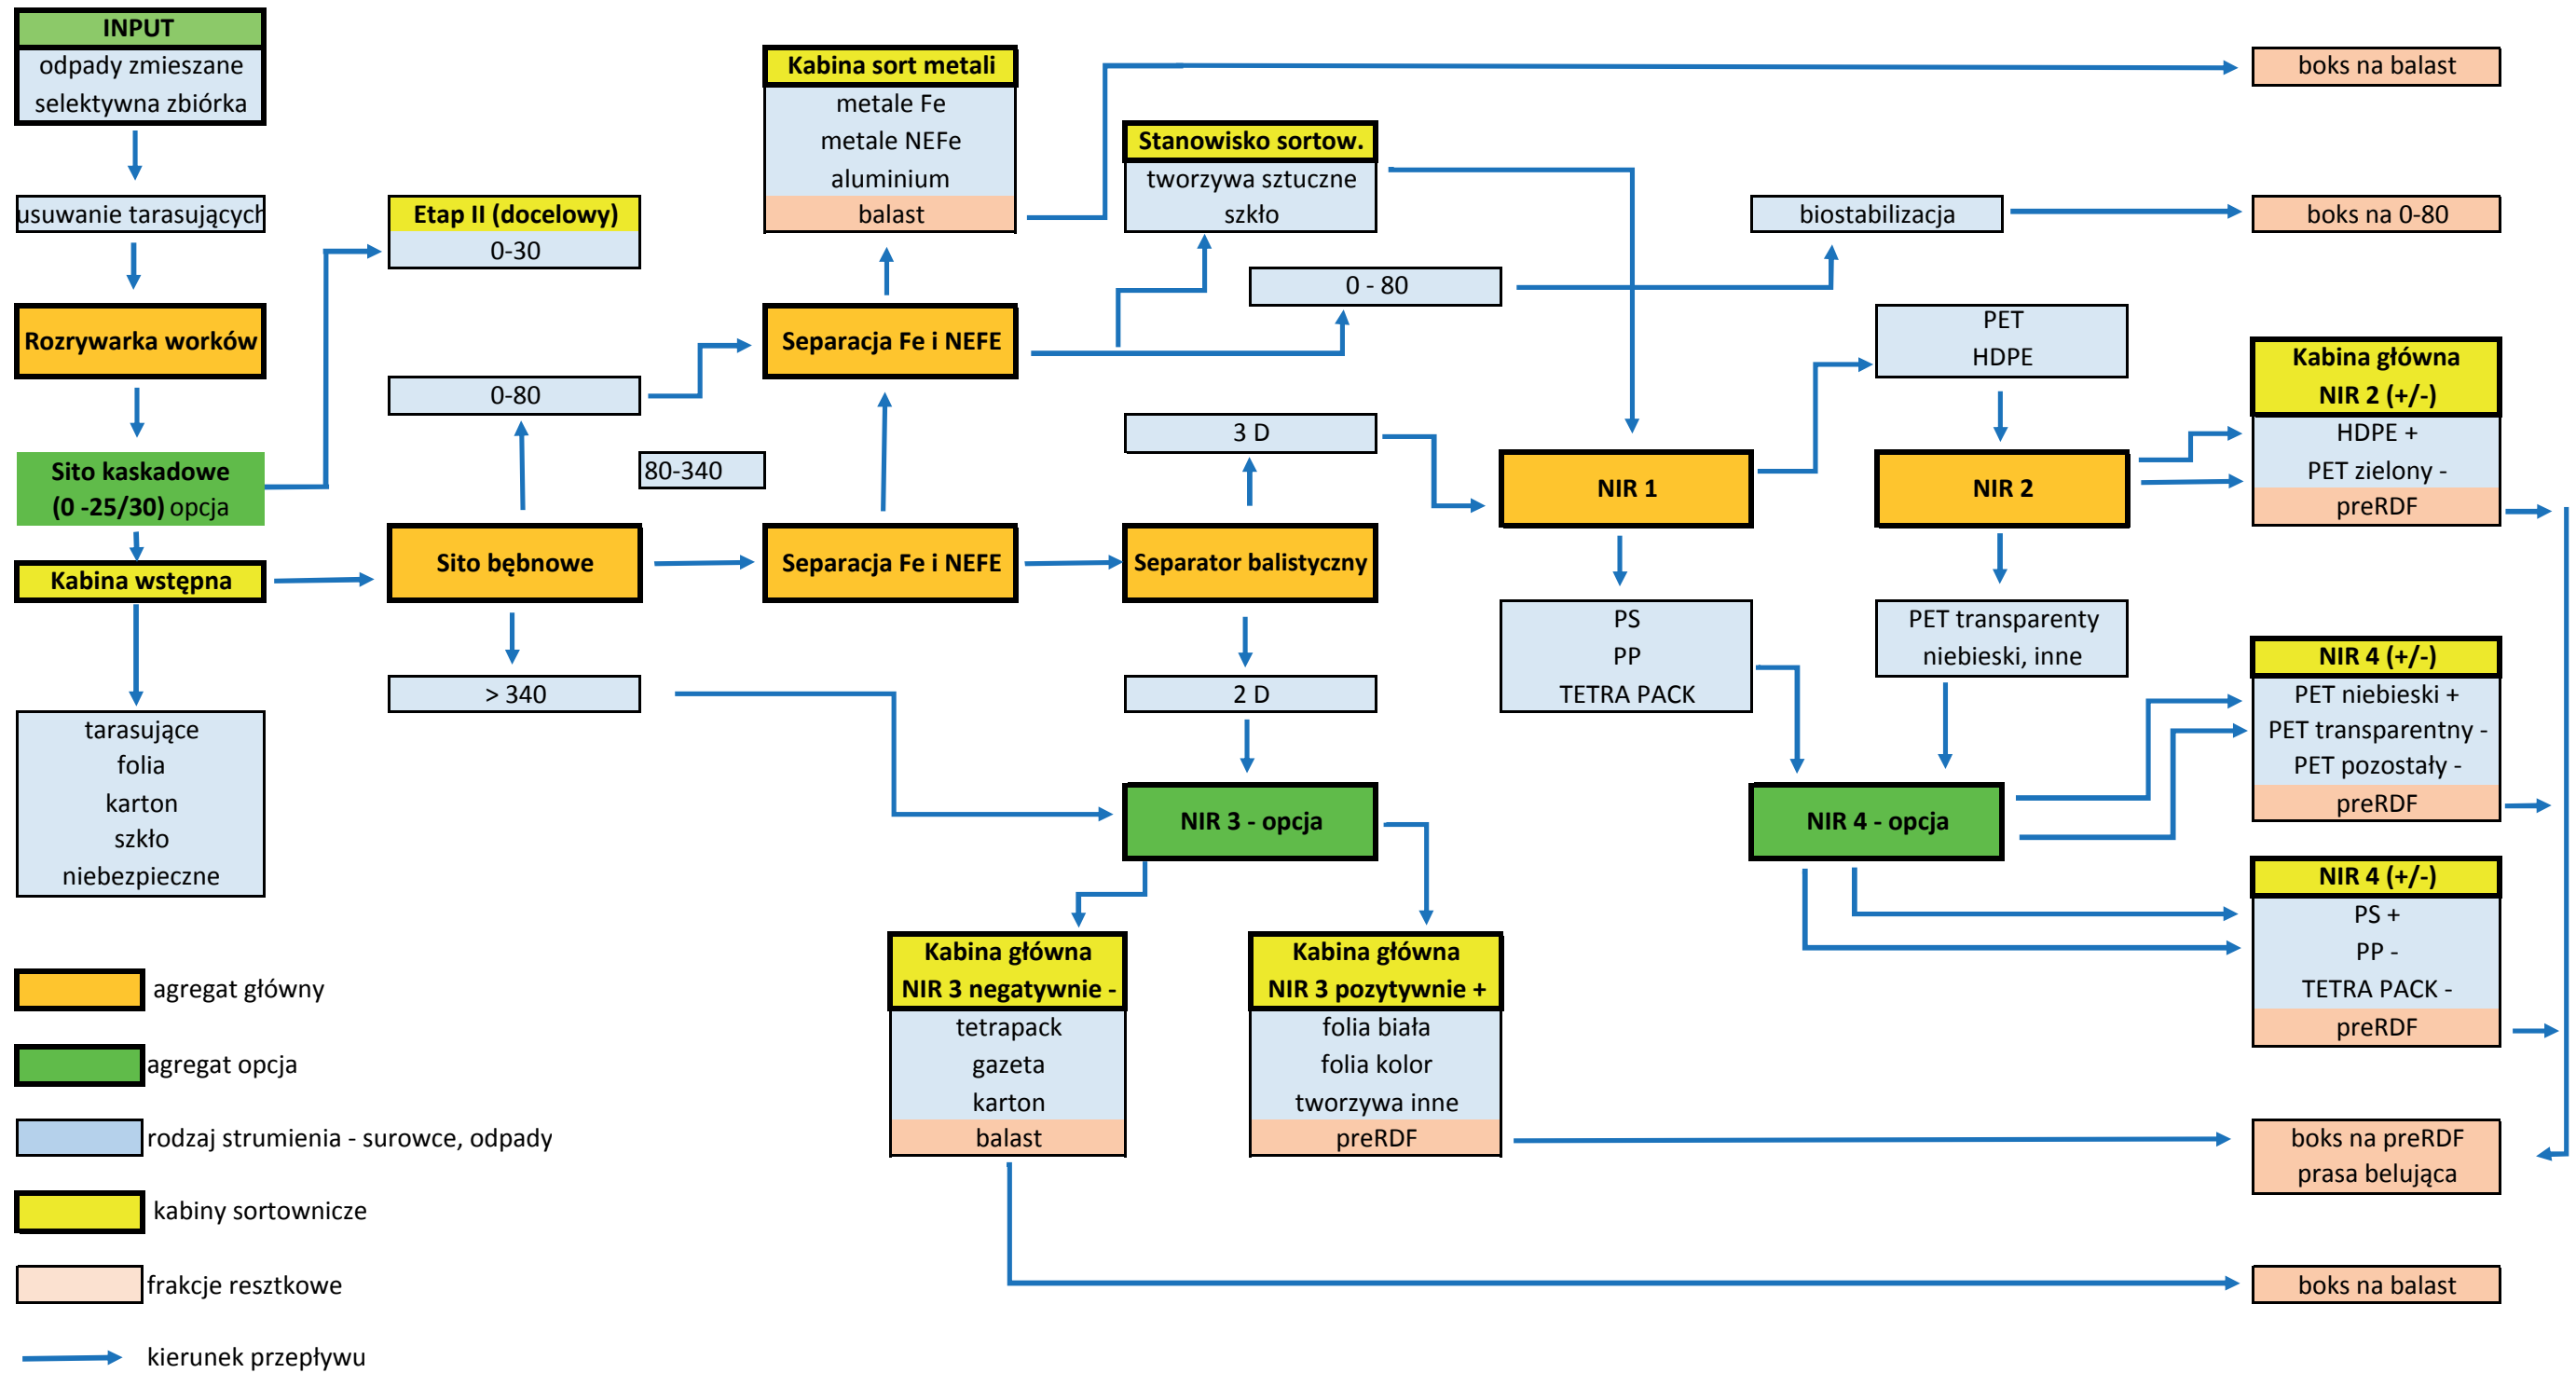 INPUT
odpady zmieszane
selektywna zbiórka
usuwanie tarasujących
Rozrywarka worków
Sito kaskadowe
(0 -25/30) opcja
Kabina wstępna
tarasujące
folia
karton
szkło
niebezpieczne
Etap II (docelowy)
0-30
0-80
80-340
Sito bębnowe
> 340
Kabina sort metali
metale Fe
metale NEFe
aluminium
balast
Separacja Fe i NEFE
Separacja Fe i NEFE
Stanowisko sortow.
tworzywa sztuczne
szkło
0 - 80
3 D
Separator balistyczny
2 D
NIR 3 - opcja
Kabina główna
NIR 3 negatywnie -
tetrapack
gazeta
karton
balast
Kabina główna
NIR 3 pozytywnie +
folia biała
folia kolor
tworzywa inne
preRDF
NIR 1
PS
PP
TETRA PACK
biostabilizacja
PET
HDPE
NIR 2
PET transparenty
niebieski, inne
NIR 4 - opcja
boks na balast
boks na 0-80
Kabina główna
NIR 2 (+/-)
HDPE +
PET zielony -
preRDF
NIR 4 (+/-)
PET niebieski +
PET transparentny -
PET pozostały -
preRDF
NIR 4 (+/-)
PS +
PP -
TETRA PACK -
preRDF
boks na preRDF
prasa belująca
boks na balast
agregat główny
agregat opcja
rodzaj strumienia - surowce, odpady
kabiny sortownicze
frakcje resztkowe
kierunek przepływu